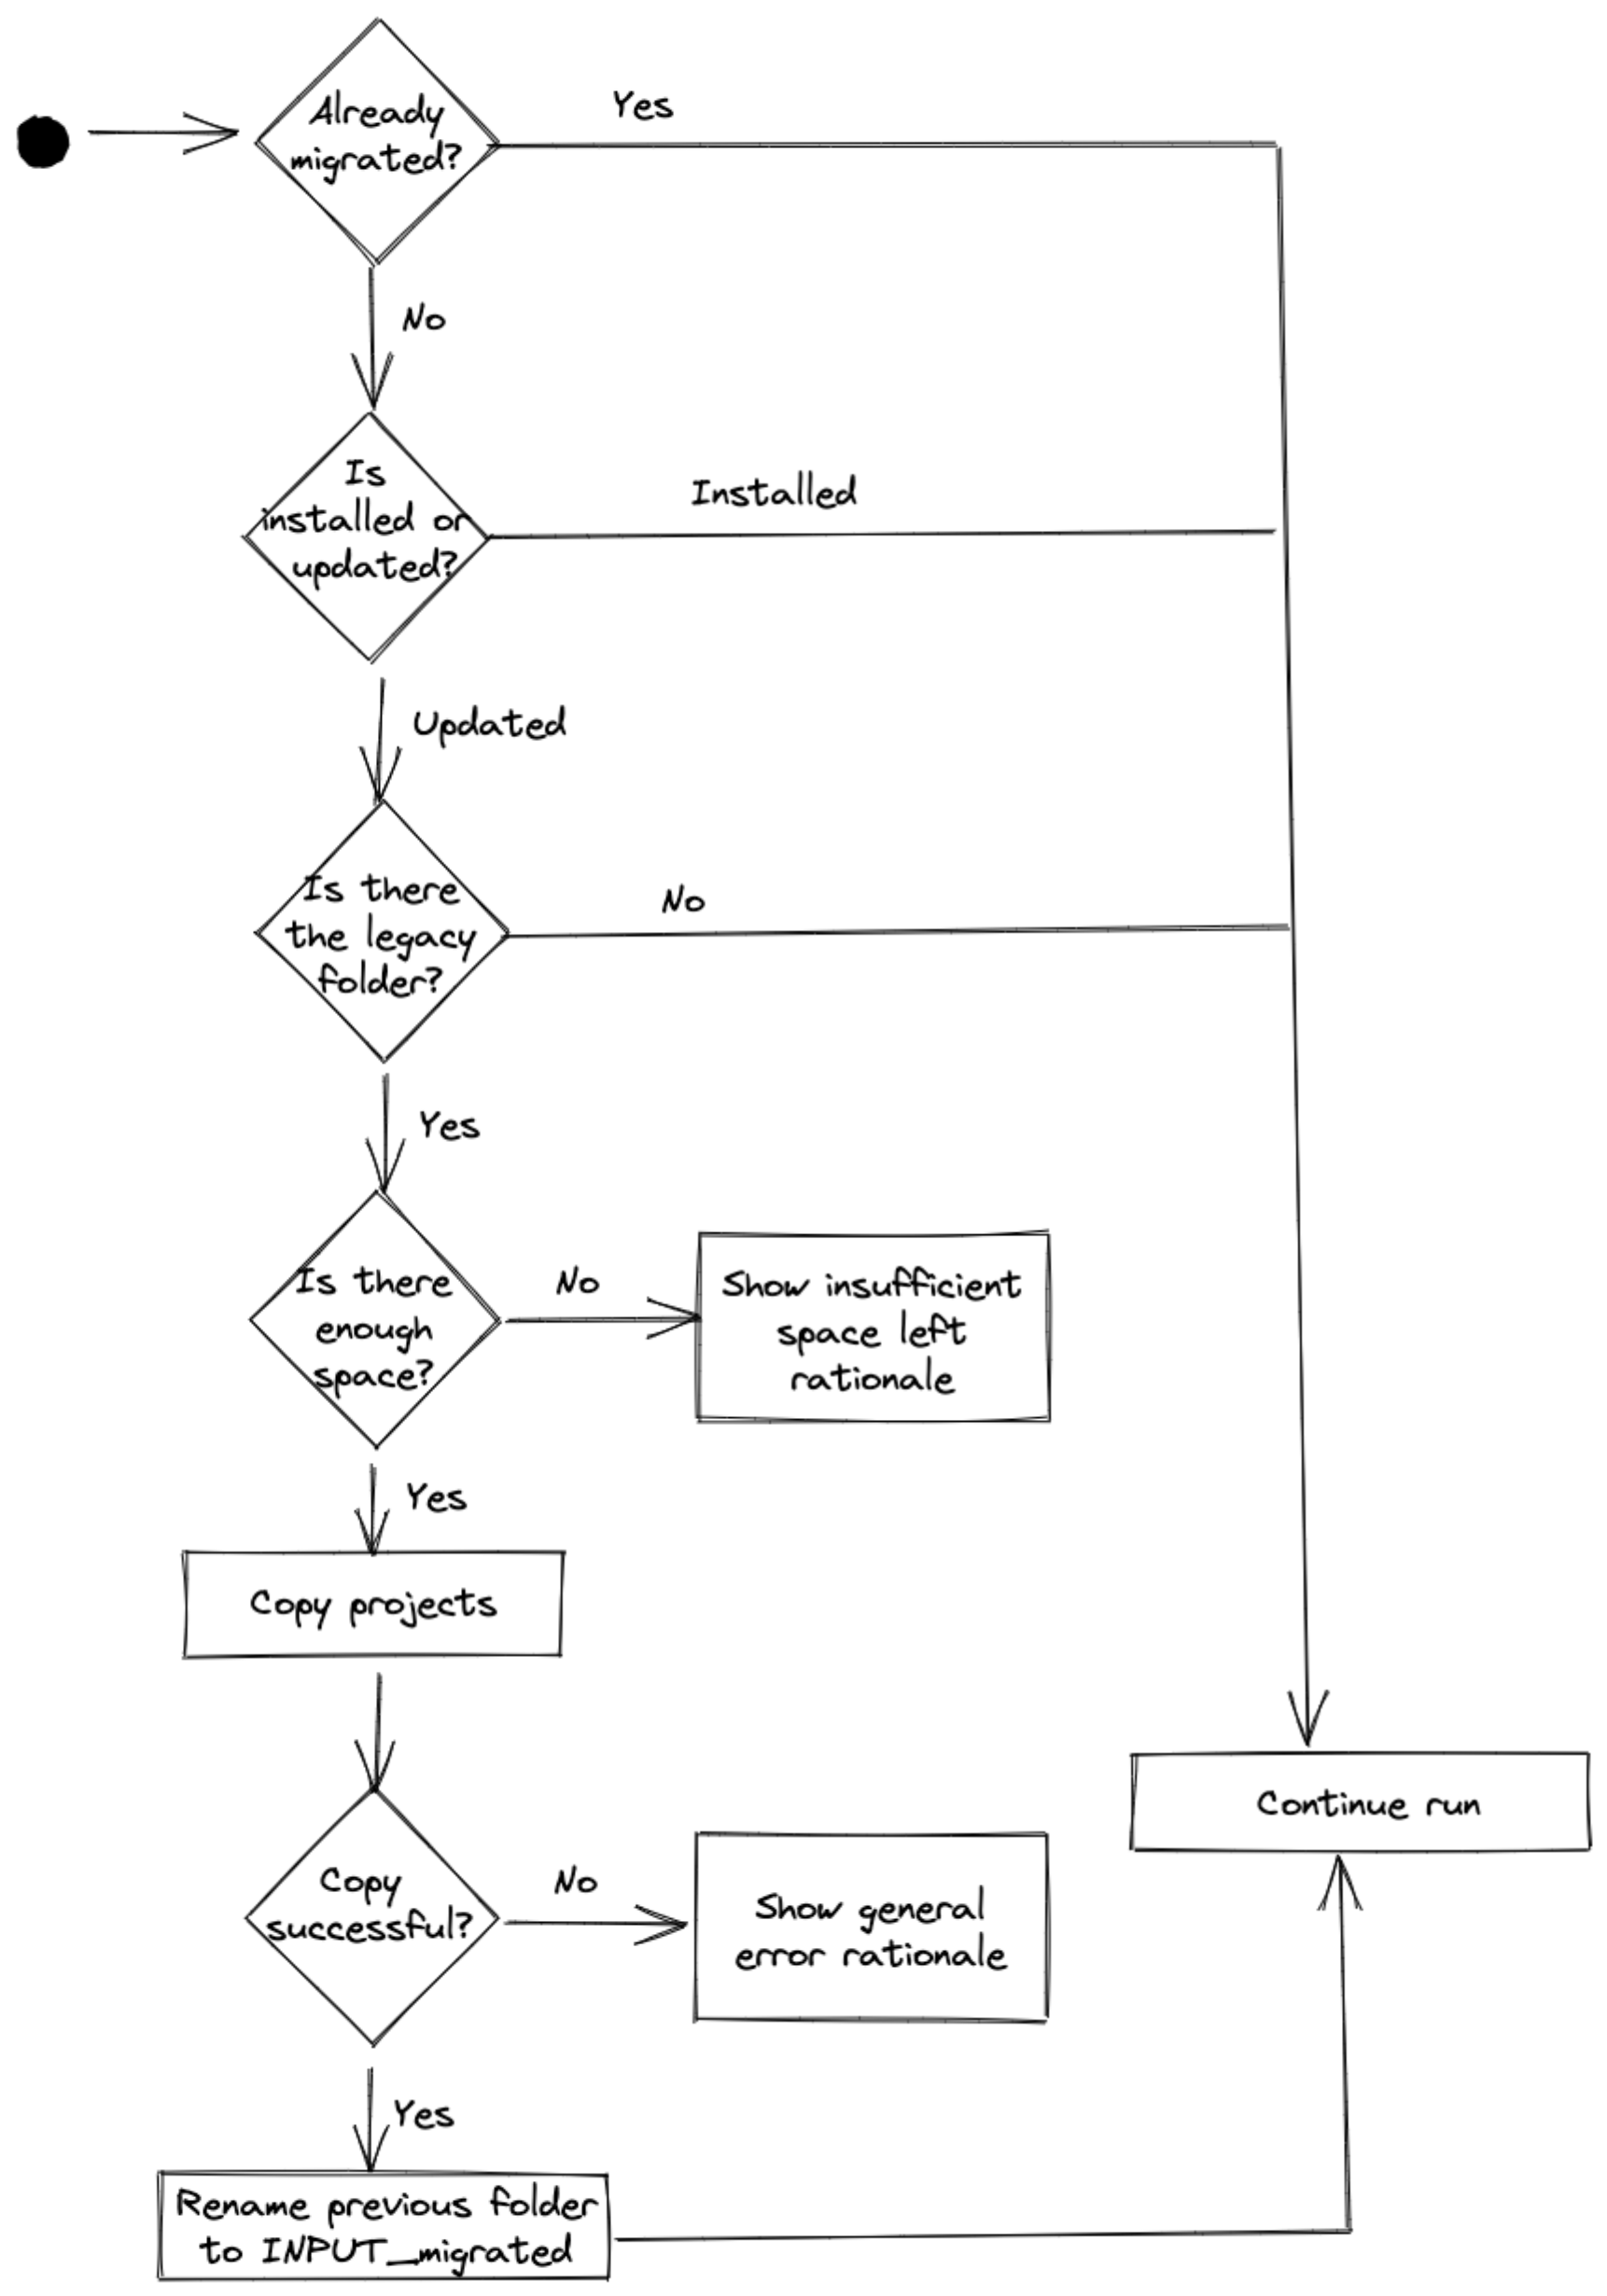 Already
migrated?
Yes
No
Is
installed or
updated?
Installed
Updated
Is there
the legacy
folder?
No
Yes
Is there
enough
space?
No
Show insufficient
space left
rationale
Yes
Copy projects
Continue run
Copy
successful?
No
Show general
error rationale
Yes
Rename previous folder
to INPUT_migrated